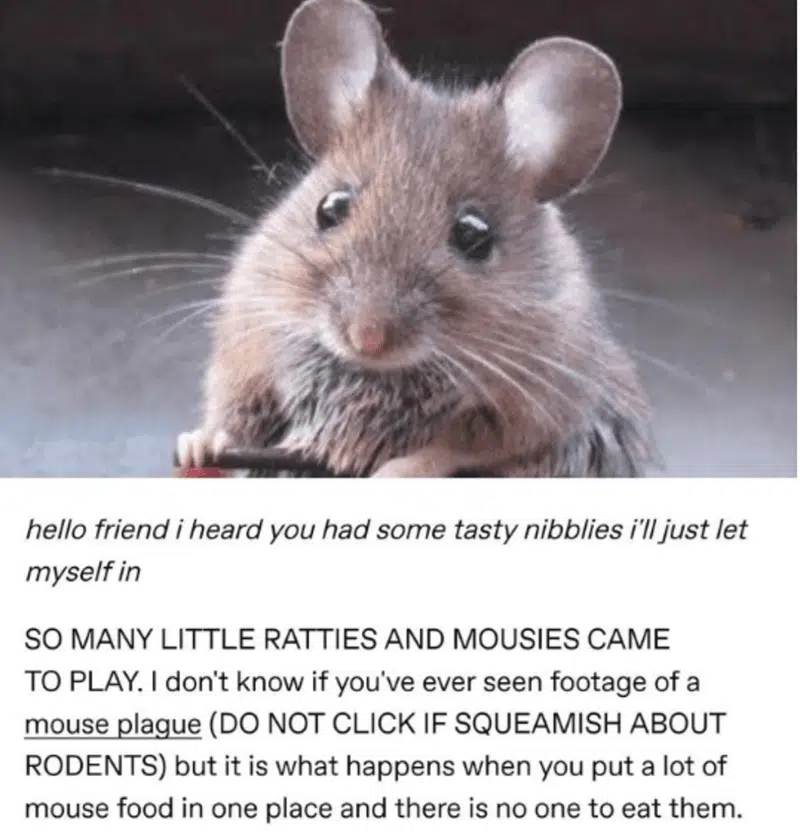 hello friend i heard you had some tasty nibblies i'll just let
myself in
SO MANY LITTLE RATTIES AND MOUSIES CAME
TO PLAY. I don't know if you've ever seen footage of a
mouse plague (DO NOT CLICK IF SQUEAMISH ABOUT
RODENTS) but it is what happens when you put a lot of
mouse food in one place and there is no one to eat them.